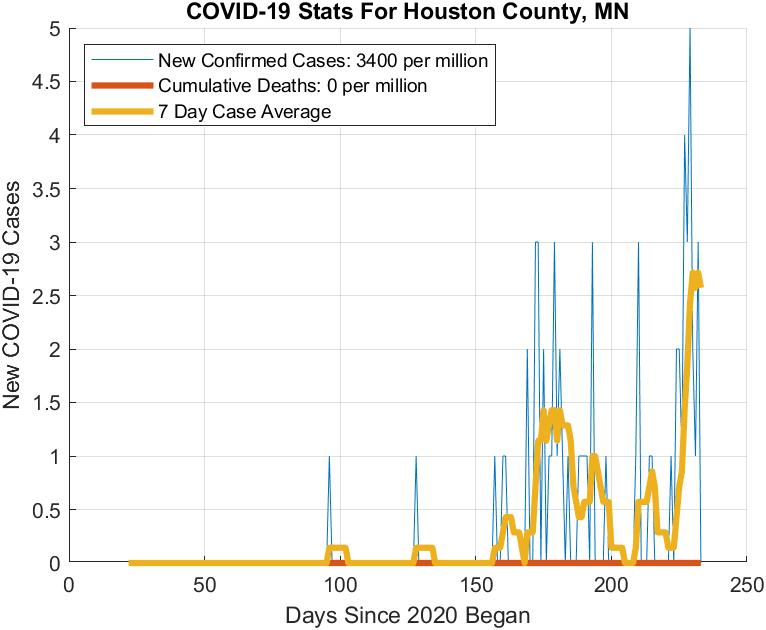 COVID-19 Stats For Houston County, MN
New Confirmed Cases: 3400 per million
Cumulative Deaths: 0 per million
7 Day Case Average
New COVID-19 Cases
5
4.5
4
3.5
3
2.5
2
1.5
1
0.5
0
0 50 100 150 200 250
Days Since 2020 Began